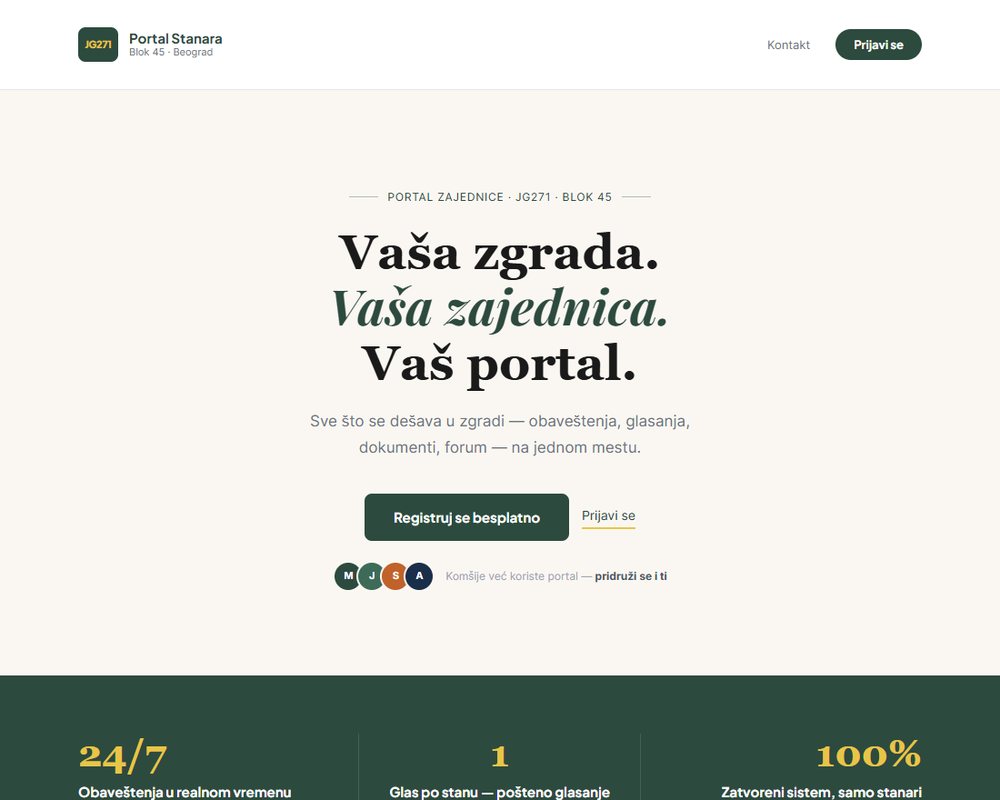 JG271
Portal Stanara
Blok 45 · Beograd
Kontakt
Prijavi se
PORTAL ZAJEDNICE · JG271 · BLOK 45
Vaša zgrada.
Vaša zajednica.
Vaš portal.
Sve što se dešava u zgradi — obaveštenja, glasanja,
dokumenti, forum — na jednom mestu.
Registruj se besplatno
Prijavi se
M J S A
Komšije već koriste portal — pridruži se i ti
24/7
Obaveštenja u realnom vremenu
1
Glas po stanu — pošteno glasanje
100%
Zatvoreni sistem, samo stanari